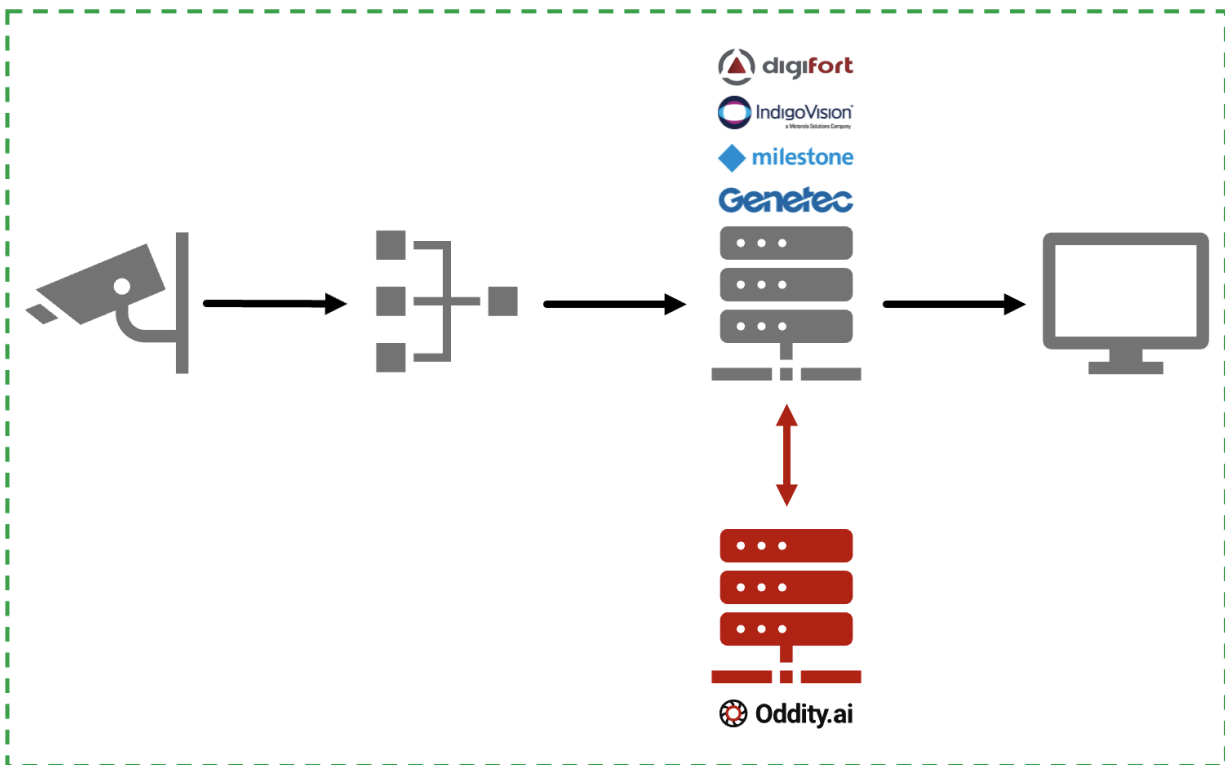 digifort
IndigoVision
a Motorola Solutions Company
milestone
Genetec
Oddity.ai